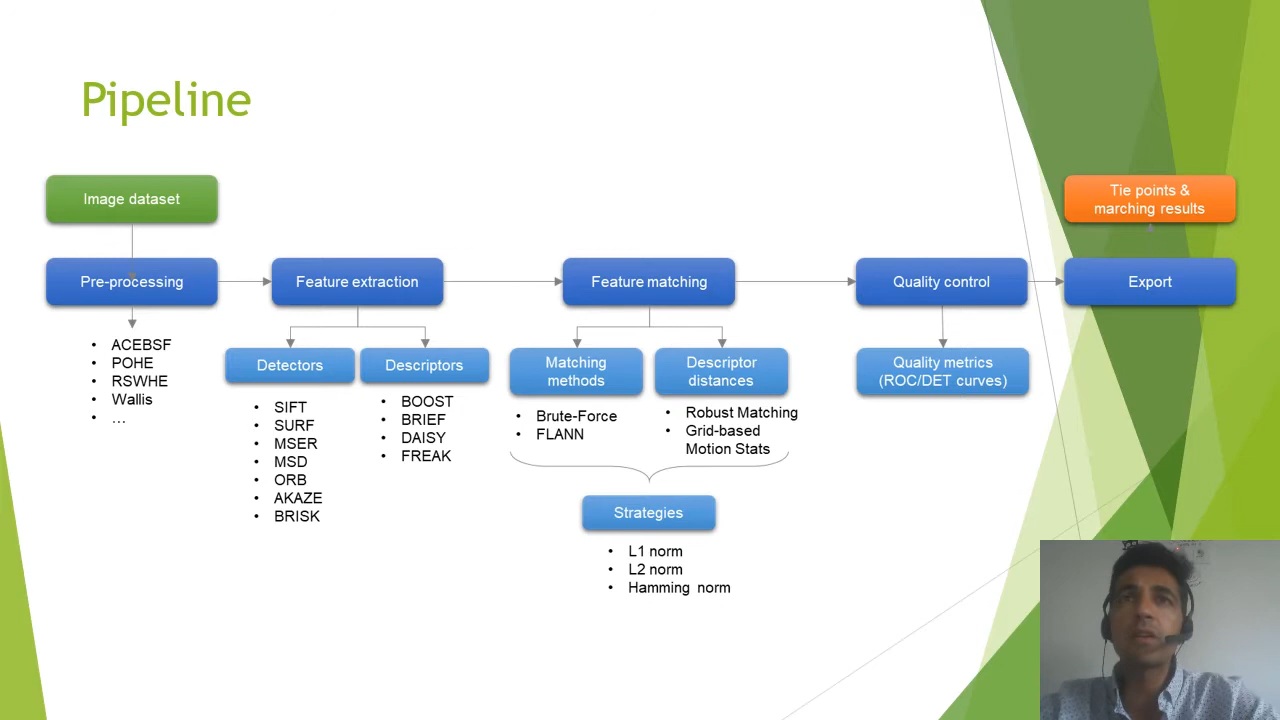 Pipeline
Image dataset
Tie points &
marching results
Pre-processing
Feature extraction
Feature matching
Quality control
Export
• ACEBSF
• POHE
• RSWHE
• Wallis
• …
Detectors
Descriptors
• SIFT
• SURF
• MSER
• MSD
• ORB
• AKAZE
• BRISK
• BOOST
• BRIEF
• DAISY
• FREAK
Matching
methods
Descriptor
distances
• Brute-Force
• FLANN
• Robust Matching
• Grid-based
Motion Stats
Strategies
• L1 norm
• L2 norm
• Hamming norm
Quality metrics
(ROC/DET curves)